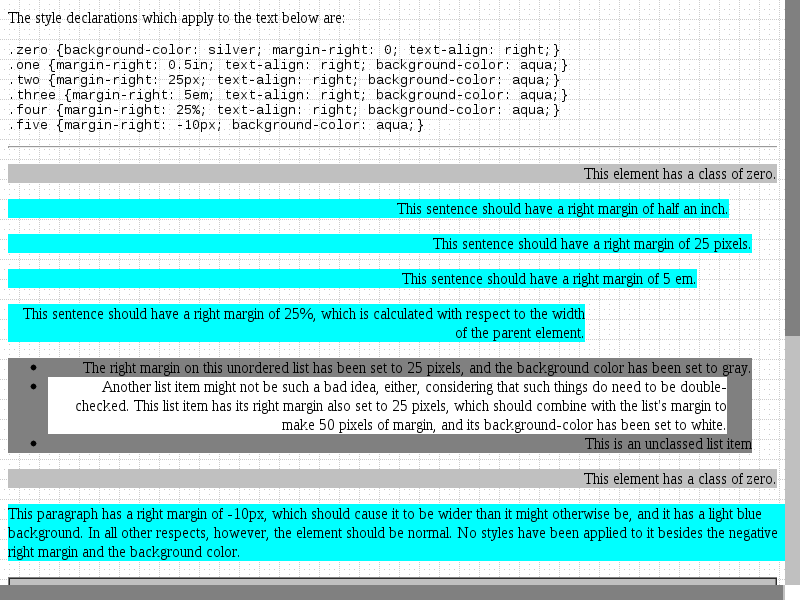 The style declarations which apply to the text below are:
.zero {background-color: silver; margin-right: 0; text-align: right;}
.one {margin-right: 0.5in; text-align: right; background-color: aqua;}
.two {margin-right: 25px; text-align: right; background-color: aqua;}
.three {margin-right: 5em; text-align: right; background-color: aqua;}
.four {margin-right: 25%; text-align: right; background-color: aqua;}
.five {margin-right: -10px; background-color: aqua;}
This element has a class of zero.
This sentence should have a right margin of half an inch.
This sentence should have a right margin of 25 pixels.
This sentence should have a right margin of 5 em.
This sentence should have a right margin of 25%, which is calculated with respect to the width
of the parent element.
The right margin on this unordered list has been set to 25 pixels, and the background color has been set to gray.
Another list item might not be such a bad idea, either, considering that such things do need to be double-
checked. This list item has its right margin also set to 25 pixels, which should combine with the list's margin to
make 50 pixels of margin, and its background-color has been set to white.
This is an unclassed list item
This element has a class of zero.
This paragraph has a right margin of -10px, which should cause it to be wider than it might otherwise be, and it has a light blue
background. In all other respects, however, the element should be normal. No styles have been applied to it besides the negative
right margin and the background color.